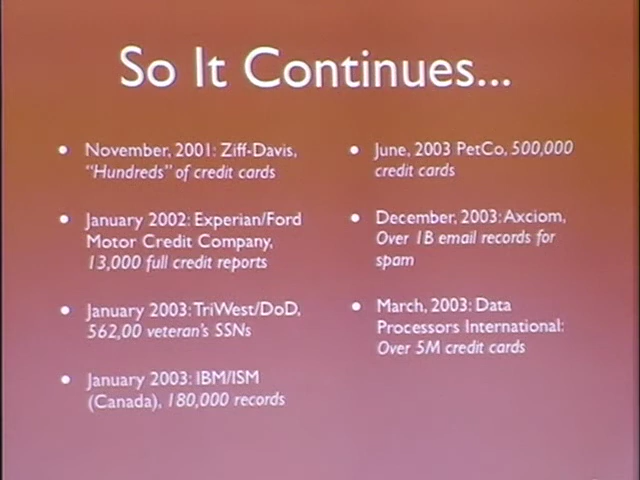 So It Continues...
November, 2001: Ziff-Davis,
"Hundreds" of credit cards
January 2002: Experian/Ford
Motor Credit Company,
13,000 full credit reports
January 2003: TriWest/DoD,
562,00 veteran's SSNs
January 2003: IBM/ISM
(Canada), 180,000 records
June, 2003 PetCo, 500,000
credit cards
December, 2003: Axciom,
Over 1B email records for
spam
March, 2003: Data
Processors International:
Over 5M credit cards